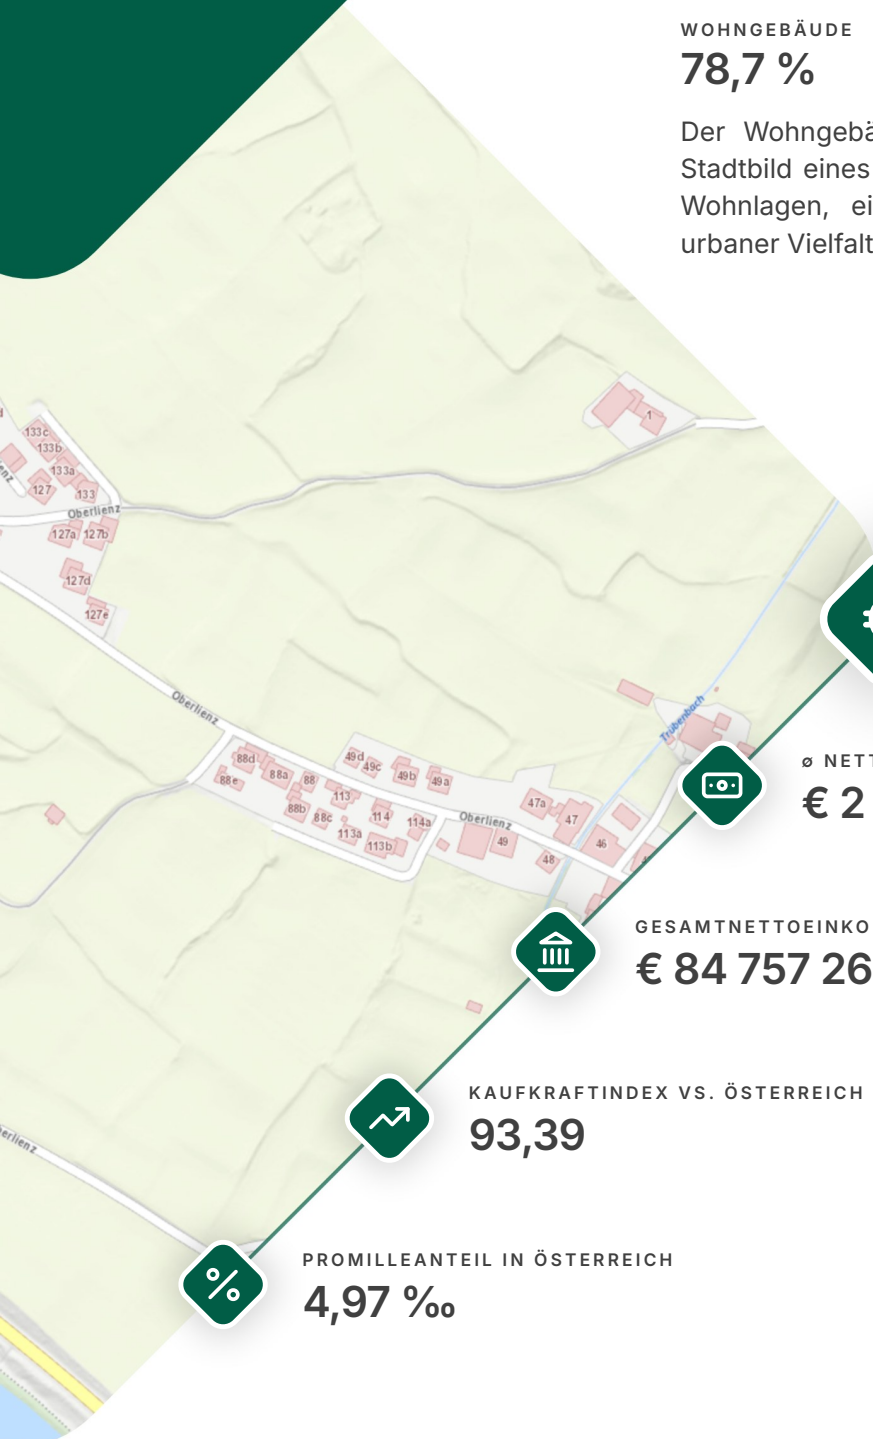 WOHNGEBÄUDE
78,7 %
Der Wohngebä
Stadtbild eines
Wohnlagen, ei
urbaner Vielfalt
1
133c
133b
133a
127
133
Oberlienz
127a 127b
127d
127e
Oberlienz
Trübenbach
88d
88e
88a
88
88b
88c
49d
49c
49b
49a
113
114
113a
113b
114a
Oberlienz
47a
47
49
48
46
ø NETT
€ 2
GESAMTNETTOEINKO
€ 84 757 26
KAUFKRAFTINDEX VS. ÖSTERREICH
93,39
erlienz
PROMILLEANTEIL IN ÖSTERREICH
4,97 ‰